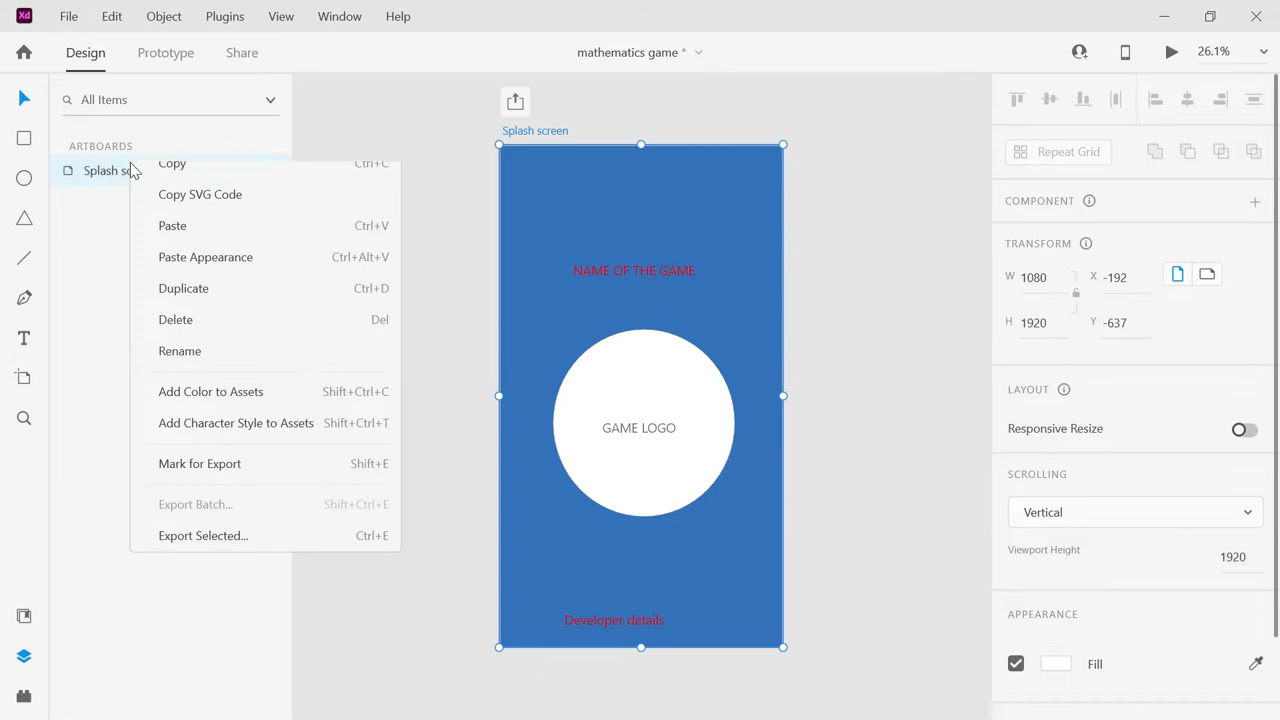 Xd File Edit Object Plugins View Window Help
Design Prototype Share mathematics game * 26.1%
All Items
ARTBOARDS
Splash sc
Copy Ctrl+C
Copy SVG Code
Paste Ctrl+V
Paste Appearance Ctrl+Alt+V
Duplicate Ctrl+D
Delete Del
Rename
Add Color to Assets Shift+Ctrl+C
Add Character Style to Assets Shift+Ctrl+T
Mark for Export Shift+E
Export Batch... Shift+Ctrl+E
Export Selected... Ctrl+E
Splash screen
NAME OF THE GAME
GAME LOGO
Developer details
Repeat Grid
COMPONENT
TRANSFORM
W 1080 X -192
H 1920 Y -637
LAYOUT
Responsive Resize
SCROLLING
Vertical
Viewport Height 1920
APPEARANCE
Fill